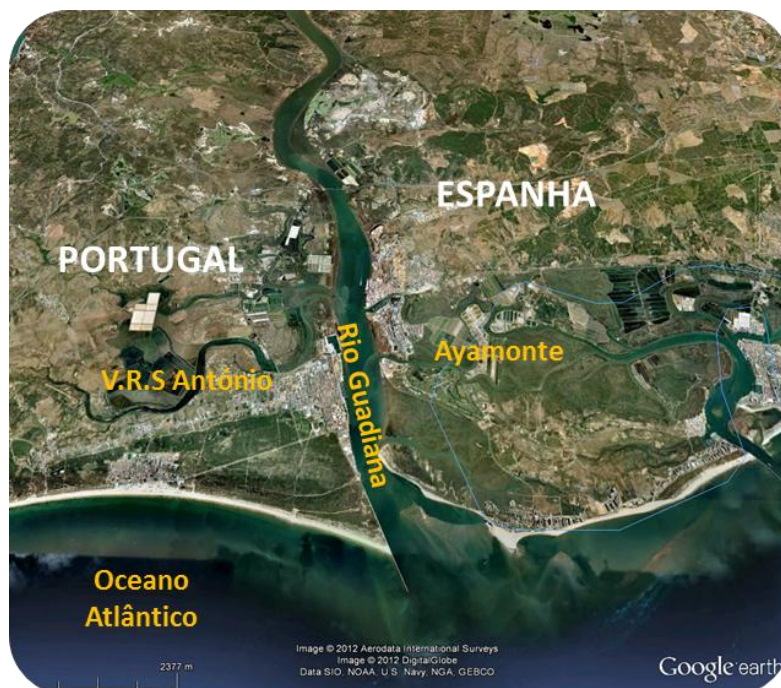 ESPANHA
PORTUGAL
Rio Guadiana
Ayamonte
V.R.S António
Oceano
Atlântico
Image © 2012 Aerodata International Surveys
Image © 2012 DigitalGlobe
Data SIO, NOAA, U.S. Navy, NGA, GEBCO
2377 m
Google earth